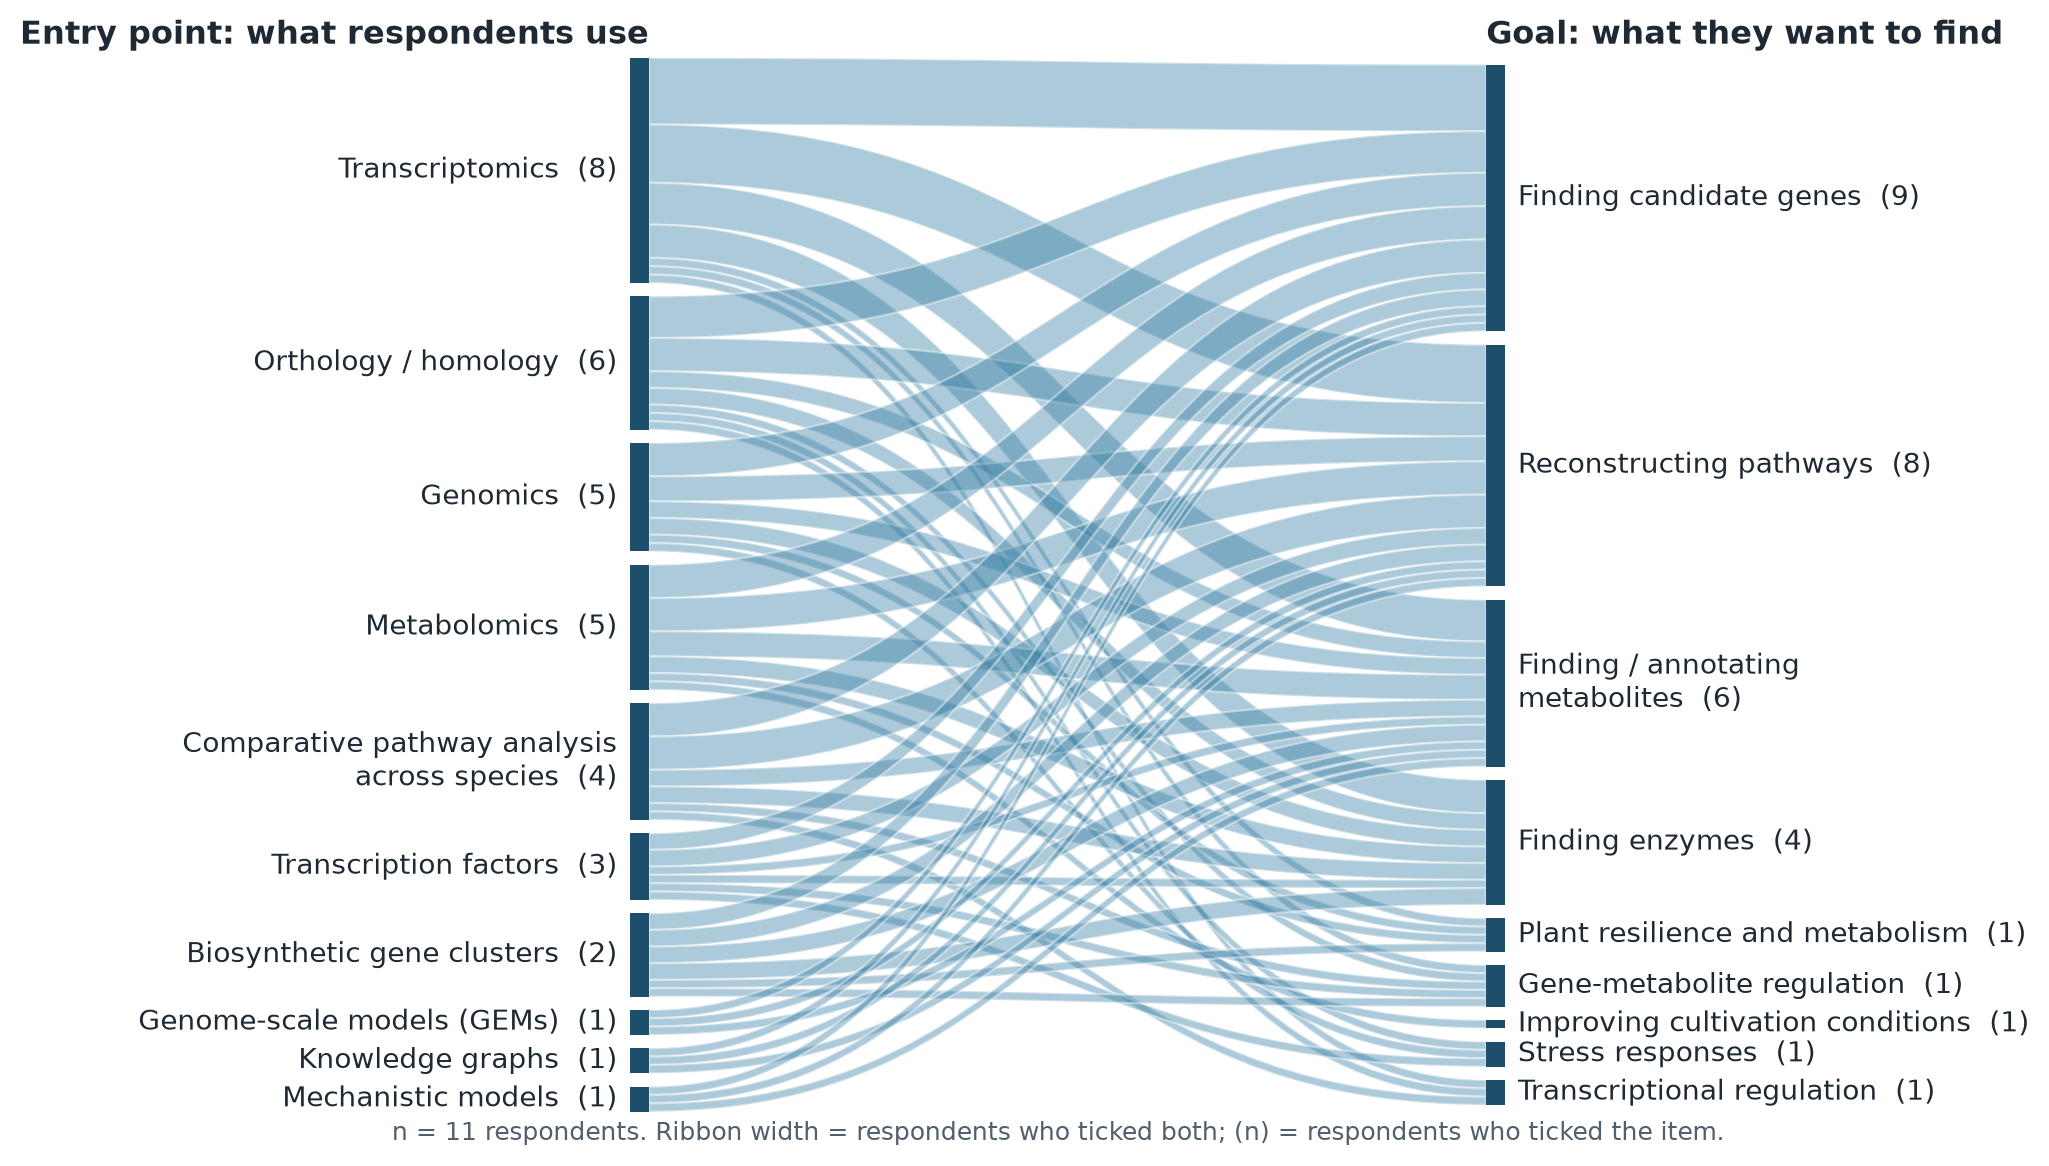 Entry point: what respondents use
Goal: what they want to find
Transcriptomics (8)
Orthology / homology (6)
Genomics (5)
Metabolomics (5)
Comparative pathway analysis
across species (4)
Transcription factors (3)
Biosynthetic gene clusters (2)
Genome-scale models (GEMs) (1)
Knowledge graphs (1)
Mechanistic models (1)
Finding candidate genes (9)
Reconstructing pathways (8)
Finding / annotating
metabolites (6)
Finding enzymes (4)
Plant resilience and metabolism (1)
Gene-metabolite regulation (1)
Improving cultivation conditions (1)
Stress responses (1)
Transcriptional regulation (1)
n = 11 respondents. Ribbon width = respondents who ticked both; (n) = respondents who ticked the item.